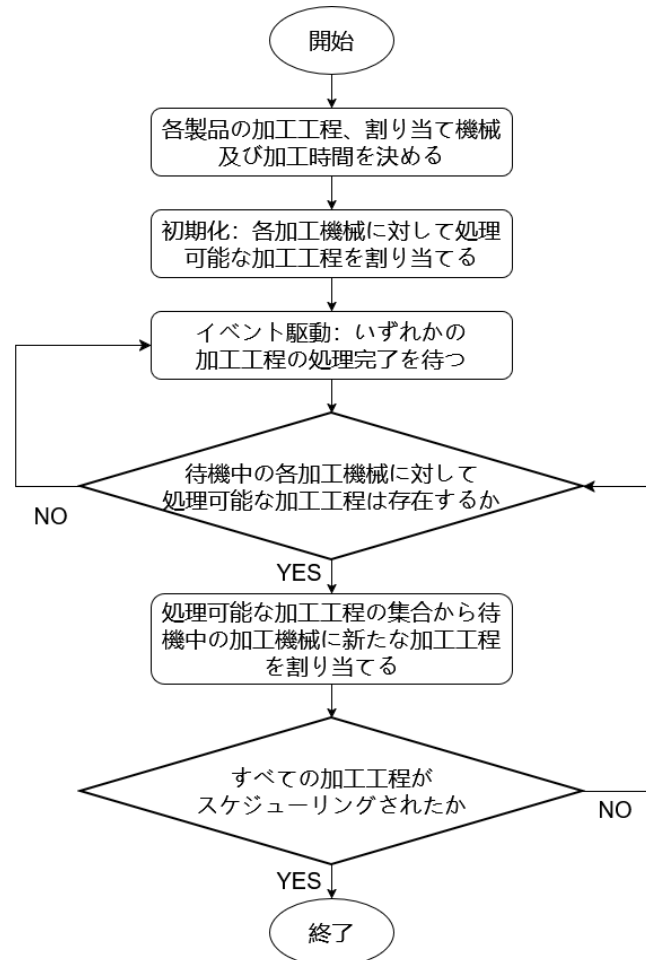 開始
各製品の加工工程、割り当て機械
及び加工時間を決める
初期化: 各加工機械に対して処理
可能な加工工程を割り当てる
イベント駆動: いずれかの
加工工程の処理完了を待つ
待機中の各加工機械に対して
処理可能な加工工程は存在するか
NO
YES
処理可能な加工工程の集合から待
機中の加工機械に新たな加工工程
を割り当てる
すべての加工工程が
スケジューリングされたか
NO
YES
終了